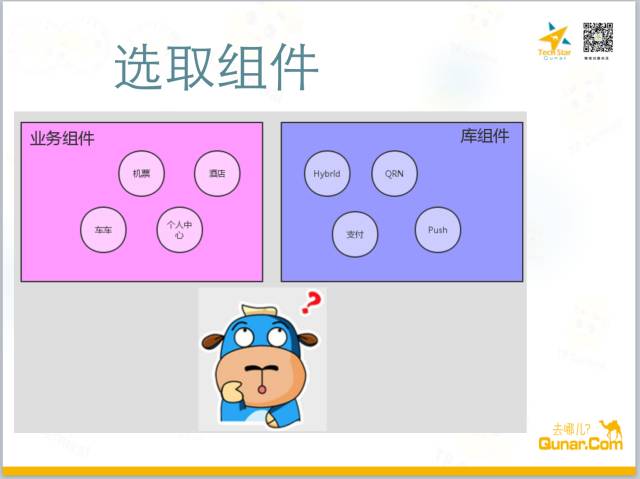 选取组件
Tech Star
Qunar
业务组件
机票
酒店
车车
个人中
心
库组件
Hybrid
QRN
支付
Push
?
去哪儿?
Qunar.Com